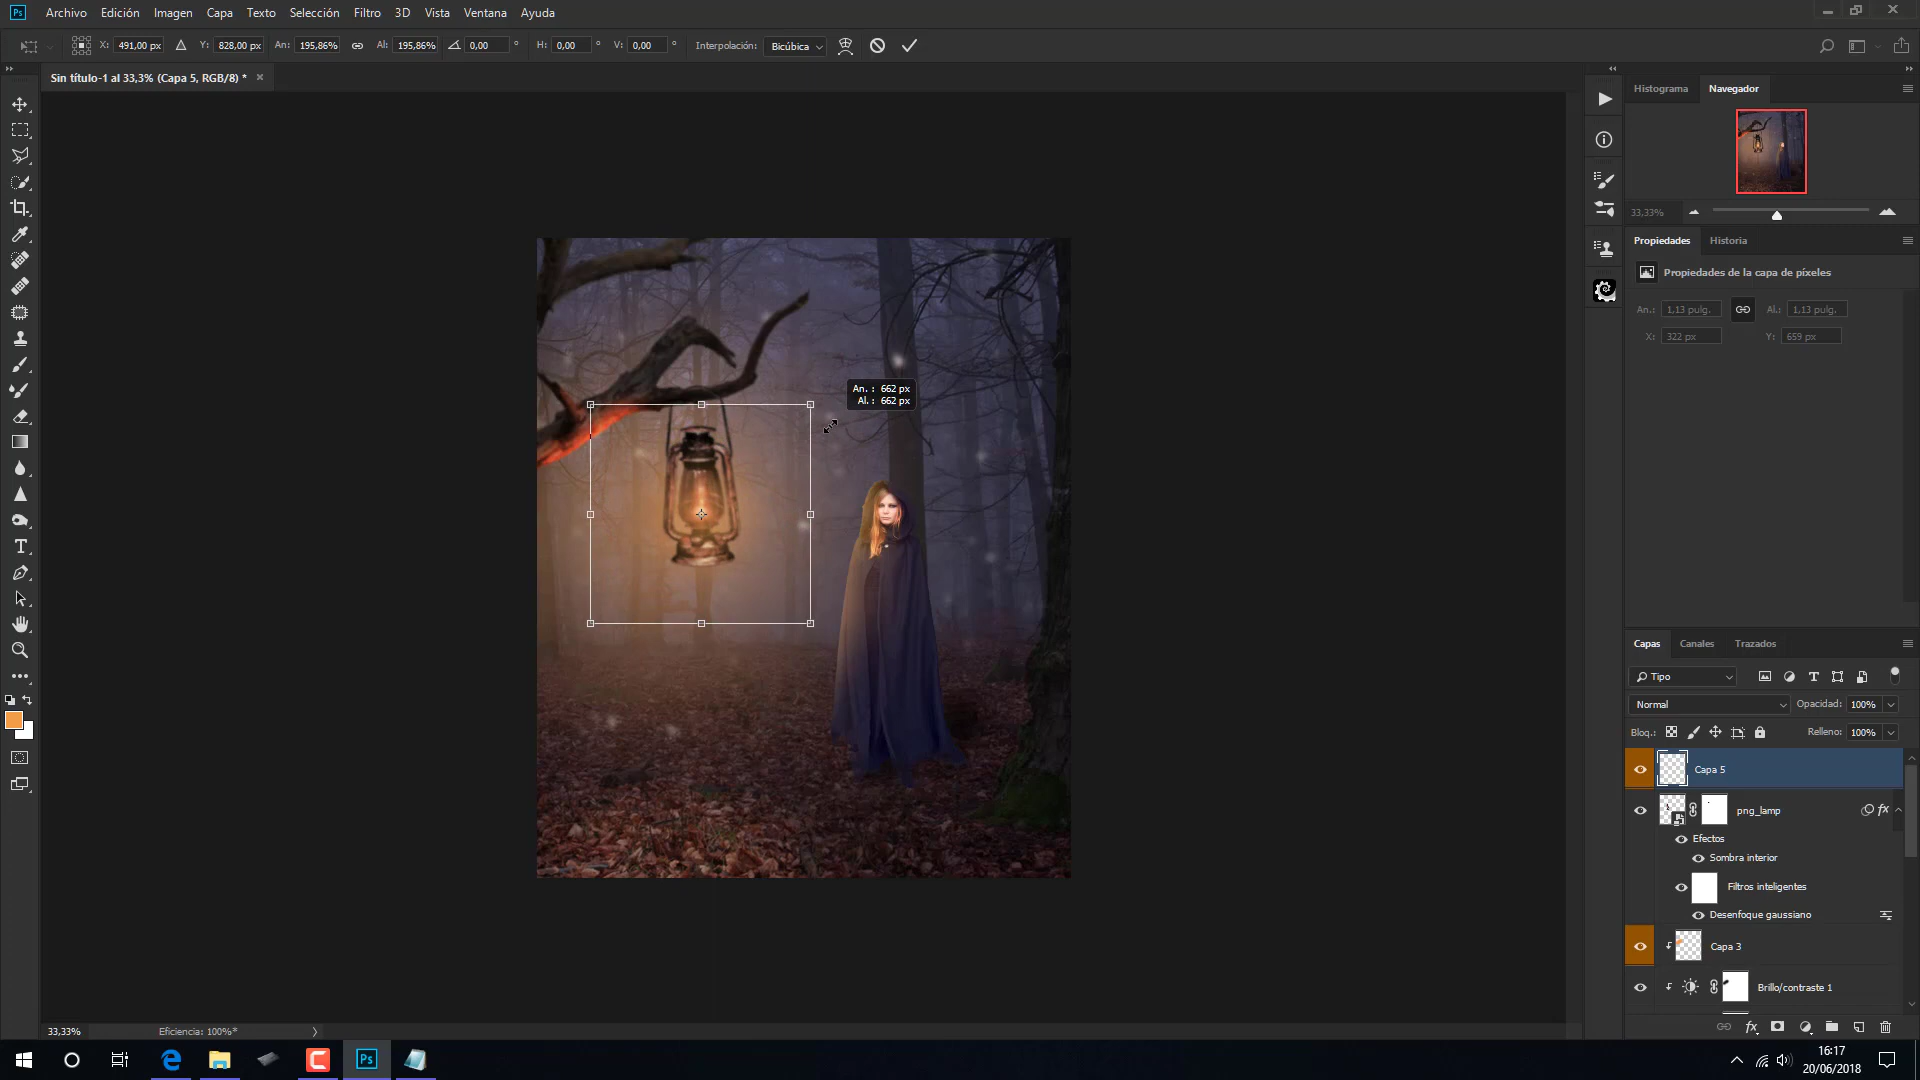 Ps Archivo Edición Imagen Capa Texto Selección Filtro 3D Vista Ventana Ayuda
X: 491,00 px Y: 828,00 px An: 195,86% Al: 195,86% 0,00 ° H: 0,00 ° V: 0,00 ° Interpolación: Bicúbica
Sin título-1 al 33,3% (Capa 5, RGB/8) * ×
Histograma Navegador
33,33%
Propiedades Historia
Propiedades de la capa de píxeles
An.: 1,13 pulg. Al.: 1,13 pulg.
X: 322 px Y: 659 px
An. : 662 px
Al. : 662 px
Capas Canales Trazados
Tipo
Normal Opacidad: 100%
Bloq.: Relleno: 100%
Capa 5
png_lamp fx
Efectos
Sombra interior
Filtros inteligentes
Desenfoque gaussiano
Capa 3
Brillo/contraste 1
fx
33,33% Eficiencia: 100%*
Ps
16:17
20/06/2018